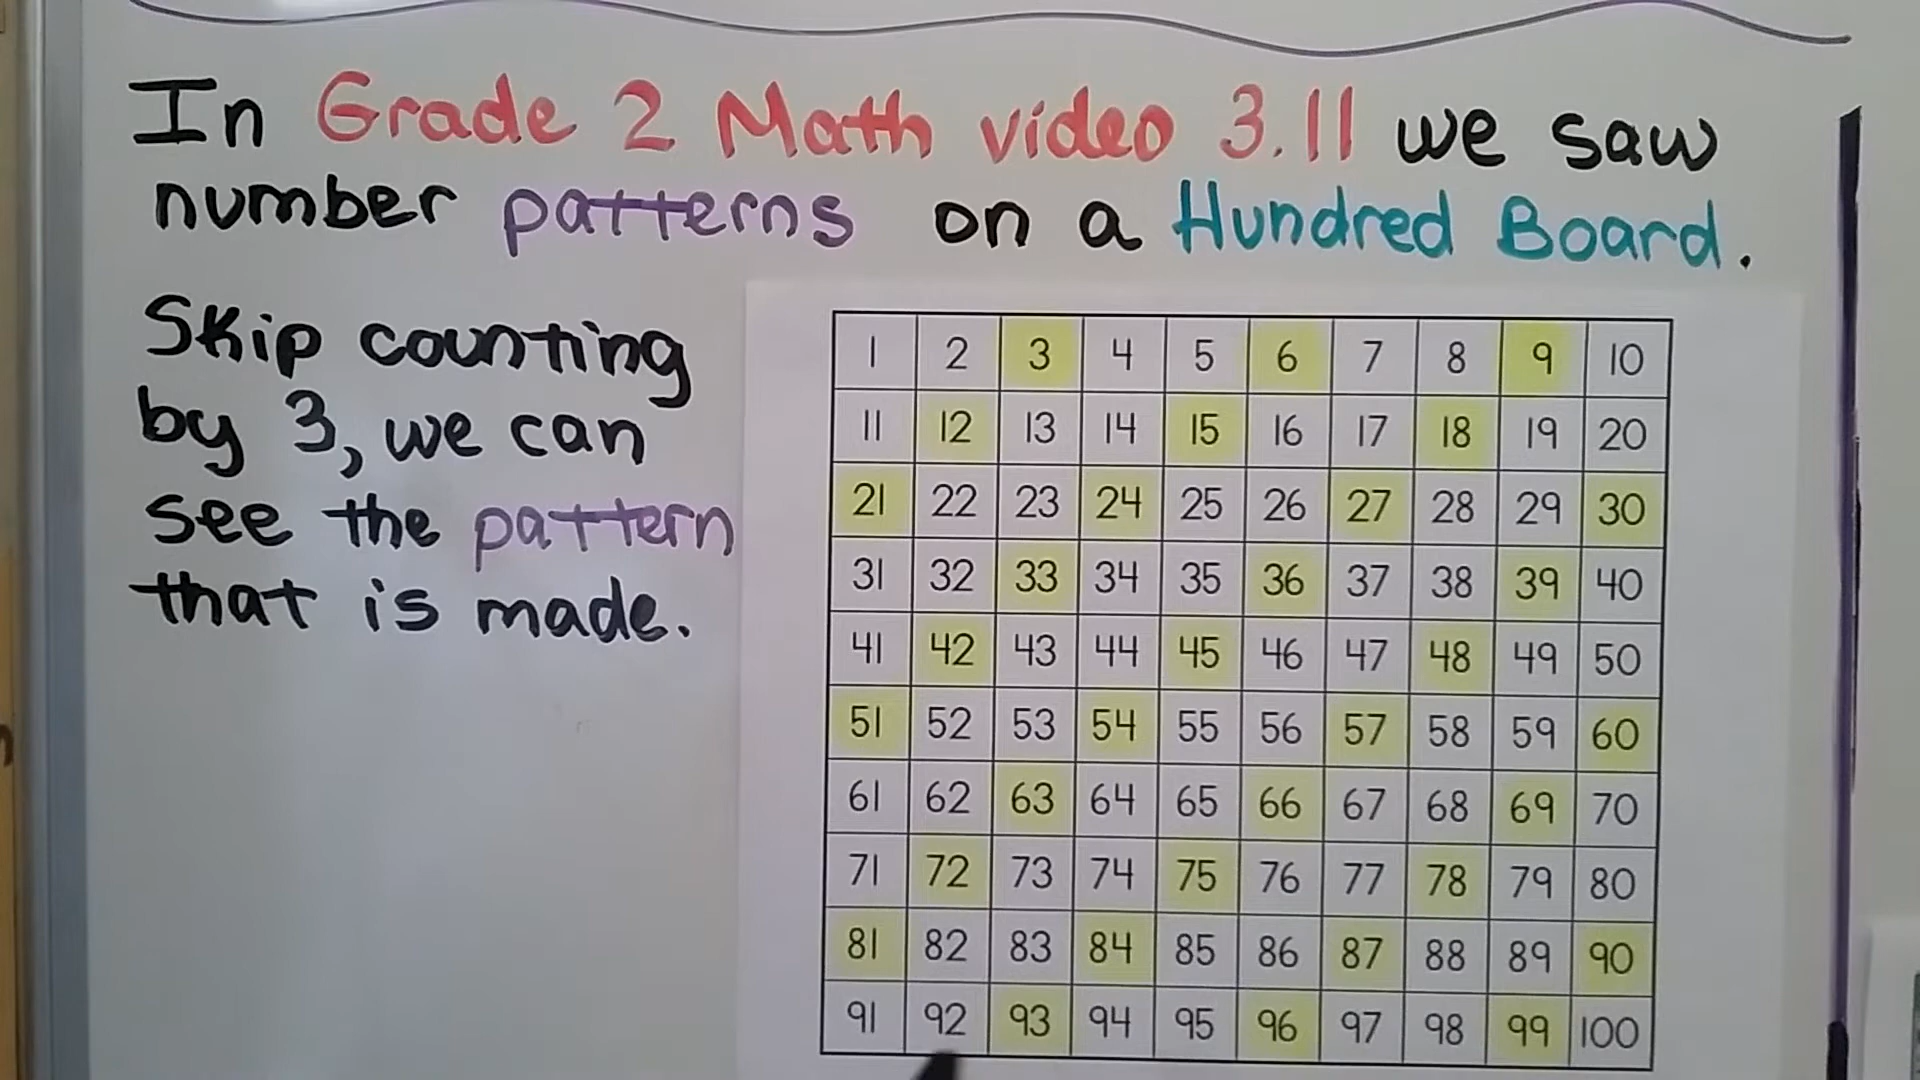 In Grade 2 Math video 3.11 we saw
number patterns on a Hundred Board.
Skip counting
by 3, we can
see the pattern
that is made.
1 2 3 4 5 6 7 8 9 10
11 12 13 14 15 16 17 18 19 20
21 22 23 24 25 26 27 28 29 30
31 32 33 34 35 36 37 38 39 40
41 42 43 44 45 46 47 48 49 50
51 52 53 54 55 56 57 58 59 60
61 62 63 64 65 66 67 68 69 70
71 72 73 74 75 76 77 78 79 80
81 82 83 84 85 86 87 88 89 90
91 92 93 94 95 96 97 98 99 100